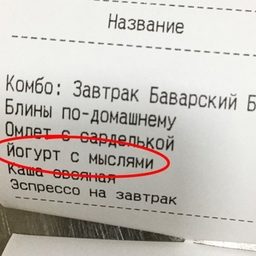 Название
Комбо: Завтрак Баварский Б
Блины по-домашнему
Омлет с сарделькой
йогурт с мыслями
Каша овсяная
Эспрессо на завтрак